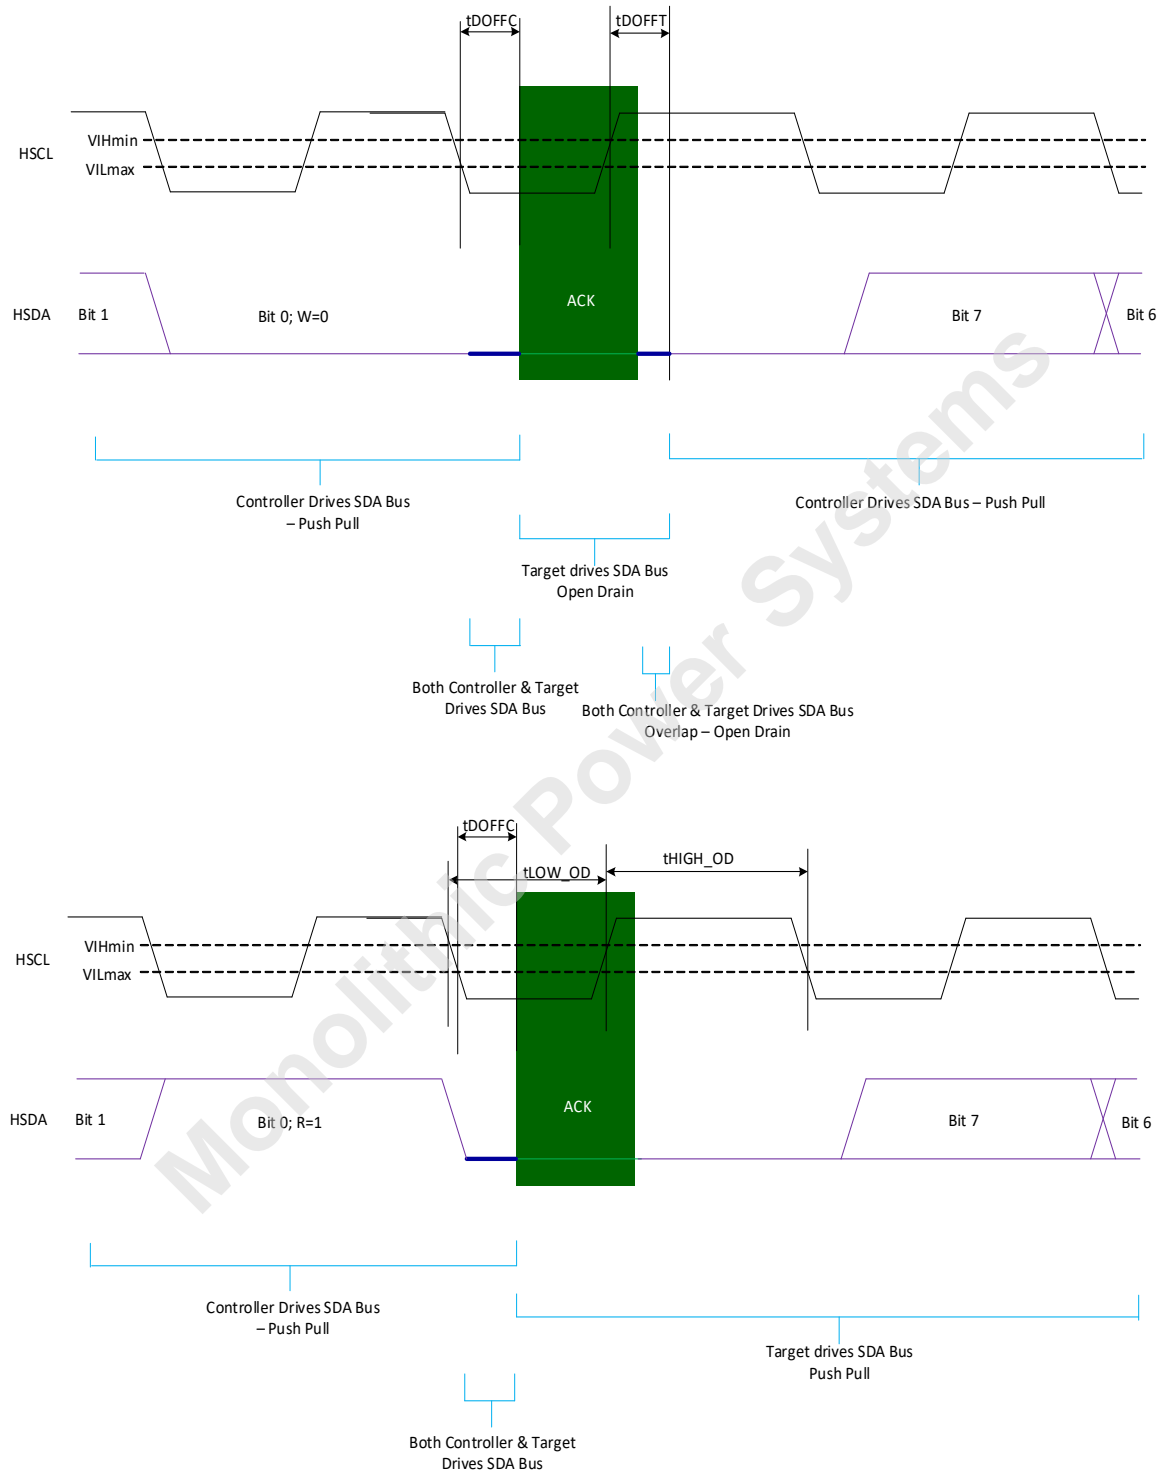 tDOFFC
tDOFFT
VIHmin
HSCL
VILmax
ACK
HSDA
Bit 1
Bit 0; W=0
Bit 7
Bit 6
Controller Drives SDA Bus
– Push Pull
Controller Drives SDA Bus – Push Pull
Target drives SDA Bus
Open Drain
Both Controller & Target
Drives SDA Bus
Both Controller & Target Drives SDA Bus
Overlap – Open Drain
Monolithic Power Systems
tDOFFC
tLOW_OD
tHIGH_OD
VIHmin
HSCL
VILmax
ACK
HSDA
Bit 1
Bit 0; R=1
Bit 7
Bit 6
Controller Drives SDA Bus
– Push Pull
Target drives SDA Bus
Push Pull
Both Controller & Target
Drives SDA Bus